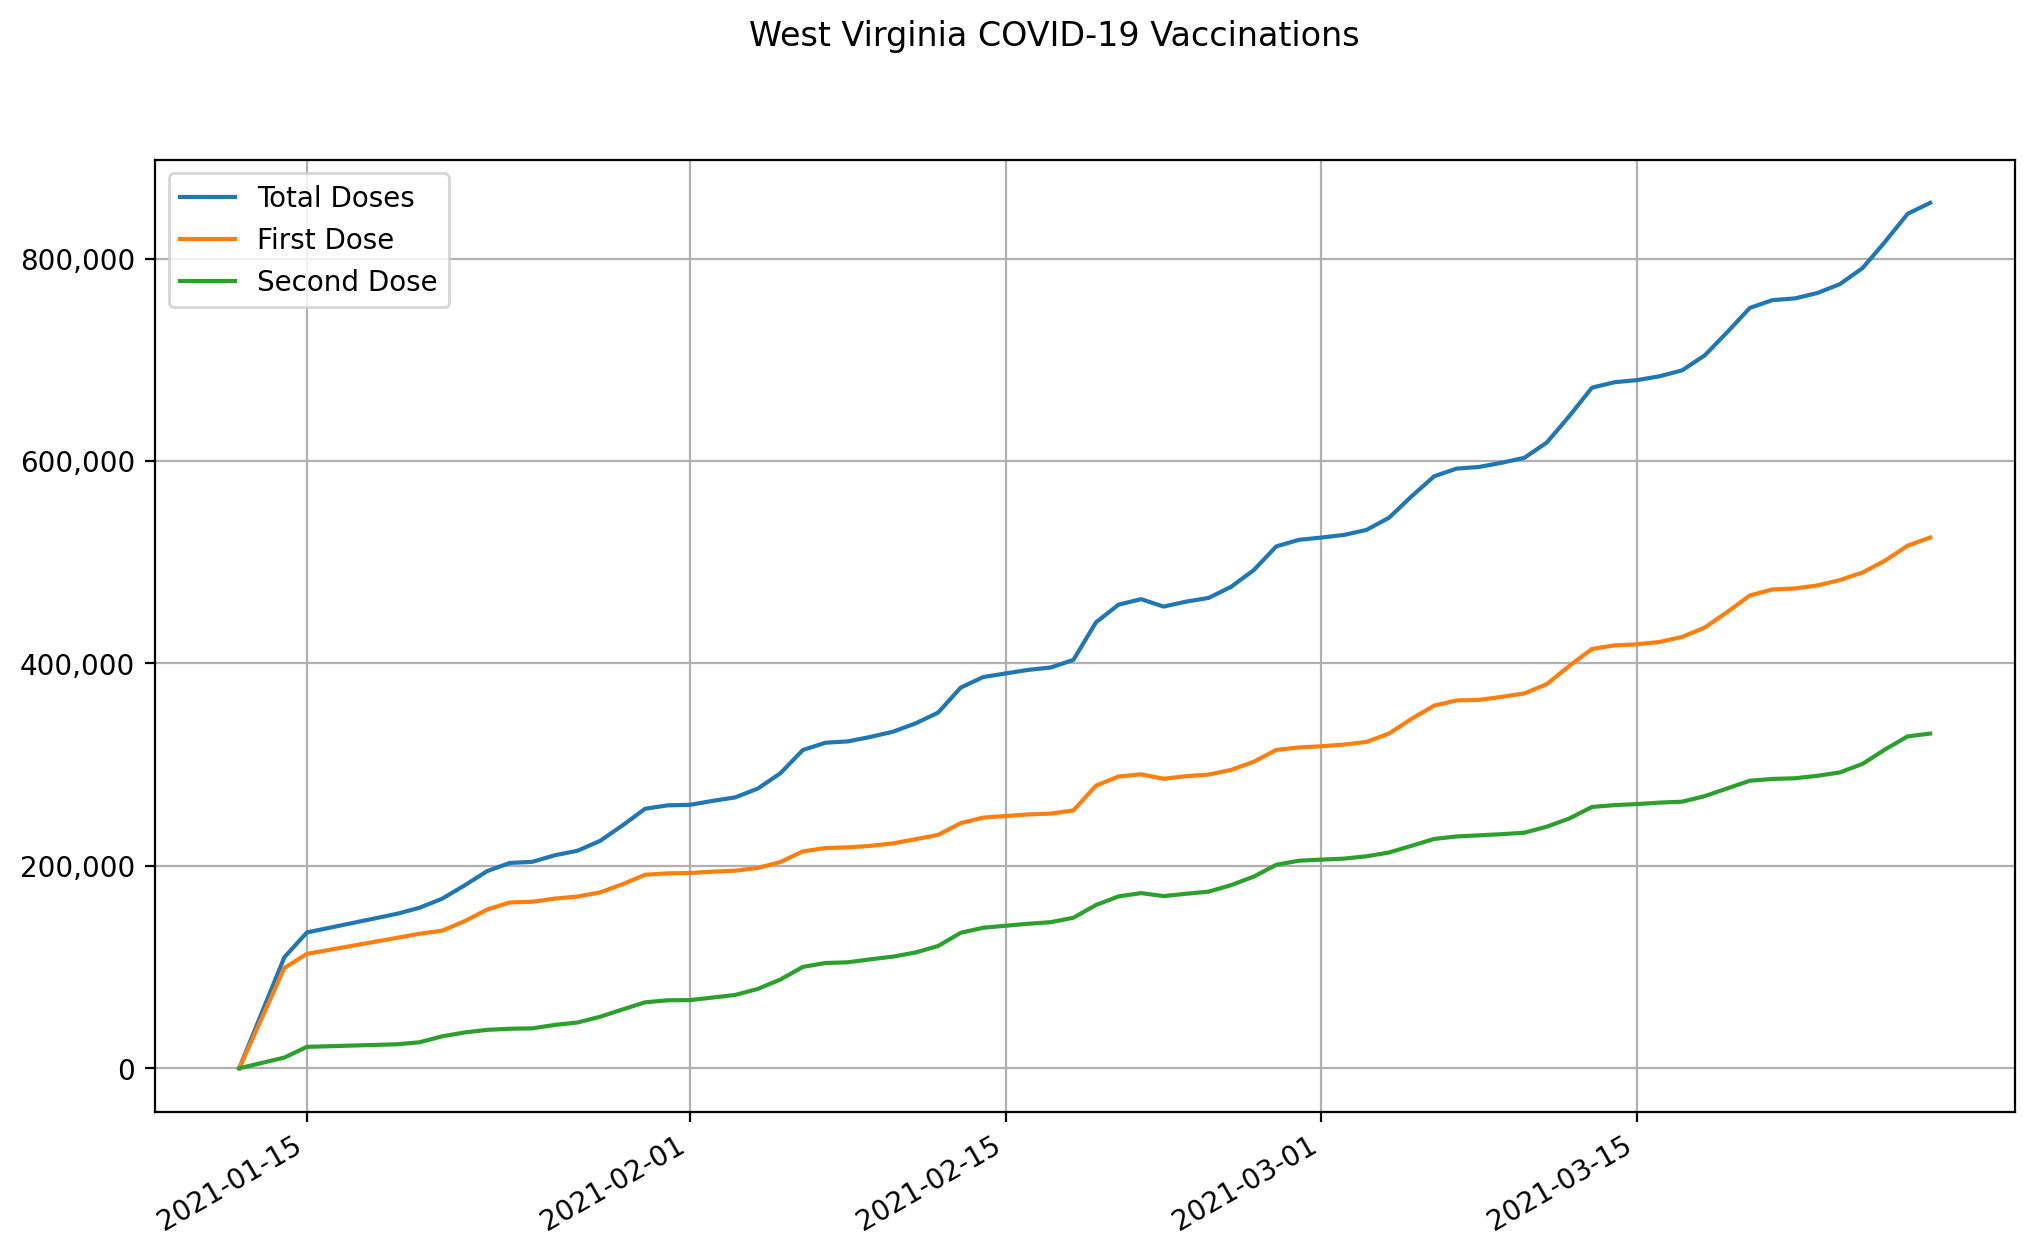 West Virginia COVID-19 Vaccinations
Total Doses
First Dose
Second Dose
800,000
600,000
400,000
200,000
0
2021-01-15
2021-02-01
2021-02-15
2021-03-01
2021-03-15